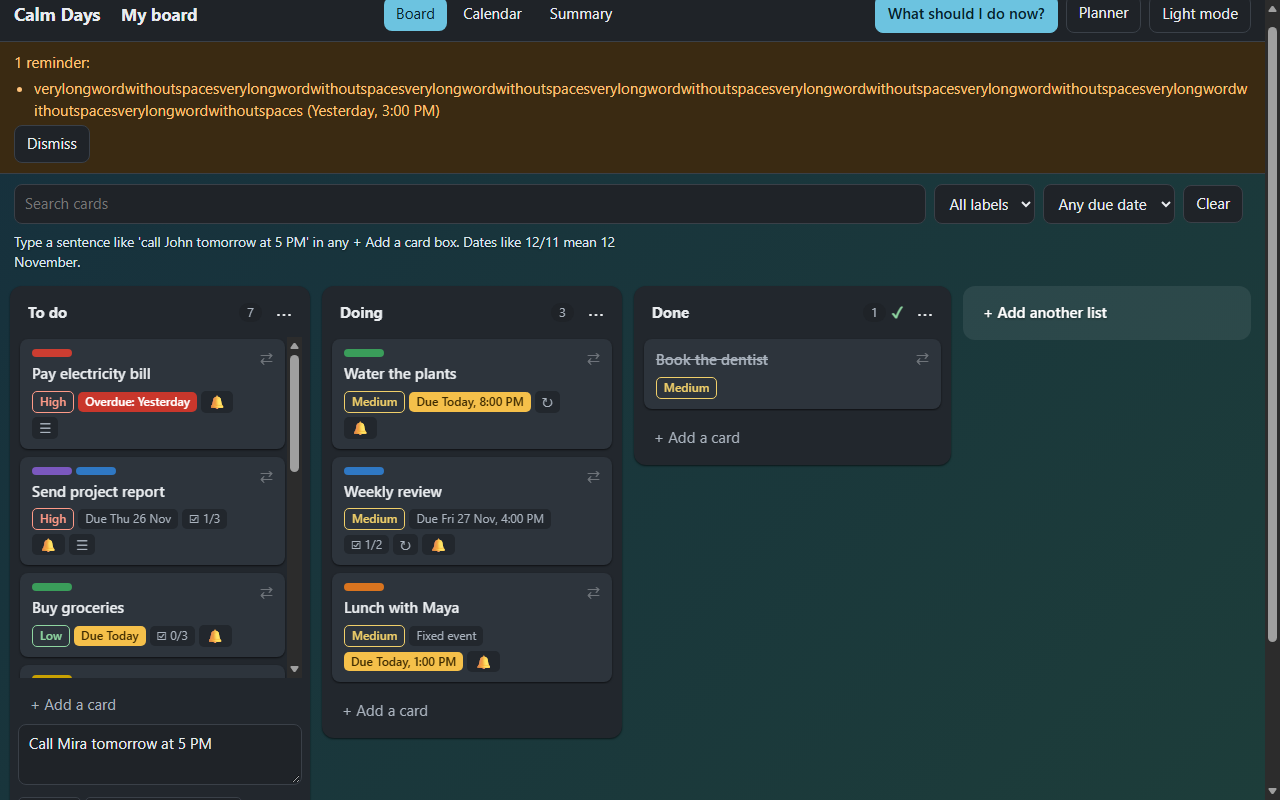 Calm Days My board Board Calendar Summary What should I do now? Planner Light mode
1 reminder:
verylongwordwithoutspacesverylongwordwithoutspacesverylongwordwithoutspacesverylongwordwithoutspacesverylongwordwithoutspacesverylongwordwithoutspacesverylongwordw
ithoutspacesverylongwordwithoutspaces (Yesterday, 3:00 PM)
Dismiss
Search cards All labels Any due date Clear
Type a sentence like 'call John tomorrow at 5 PM' in any + Add a card box. Dates like 12/11 mean 12
November.
To do 7 ...
Pay electricity bill
High Overdue: Yesterday
Send project report
High Due Thu 26 Nov 1/3
Buy groceries
Low Due Today 0/3
+ Add a card
Call Mira tomorrow at 5 PM
Doing 3 ...
Water the plants
Medium Due Today, 8:00 PM
Weekly review
Medium Due Fri 27 Nov, 4:00 PM
1/2
Lunch with Maya
Medium Fixed event
Due Today, 1:00 PM
+ Add a card
Done 1 ✓ ...
Book the dentist
Medium
+ Add a card
+ Add another list